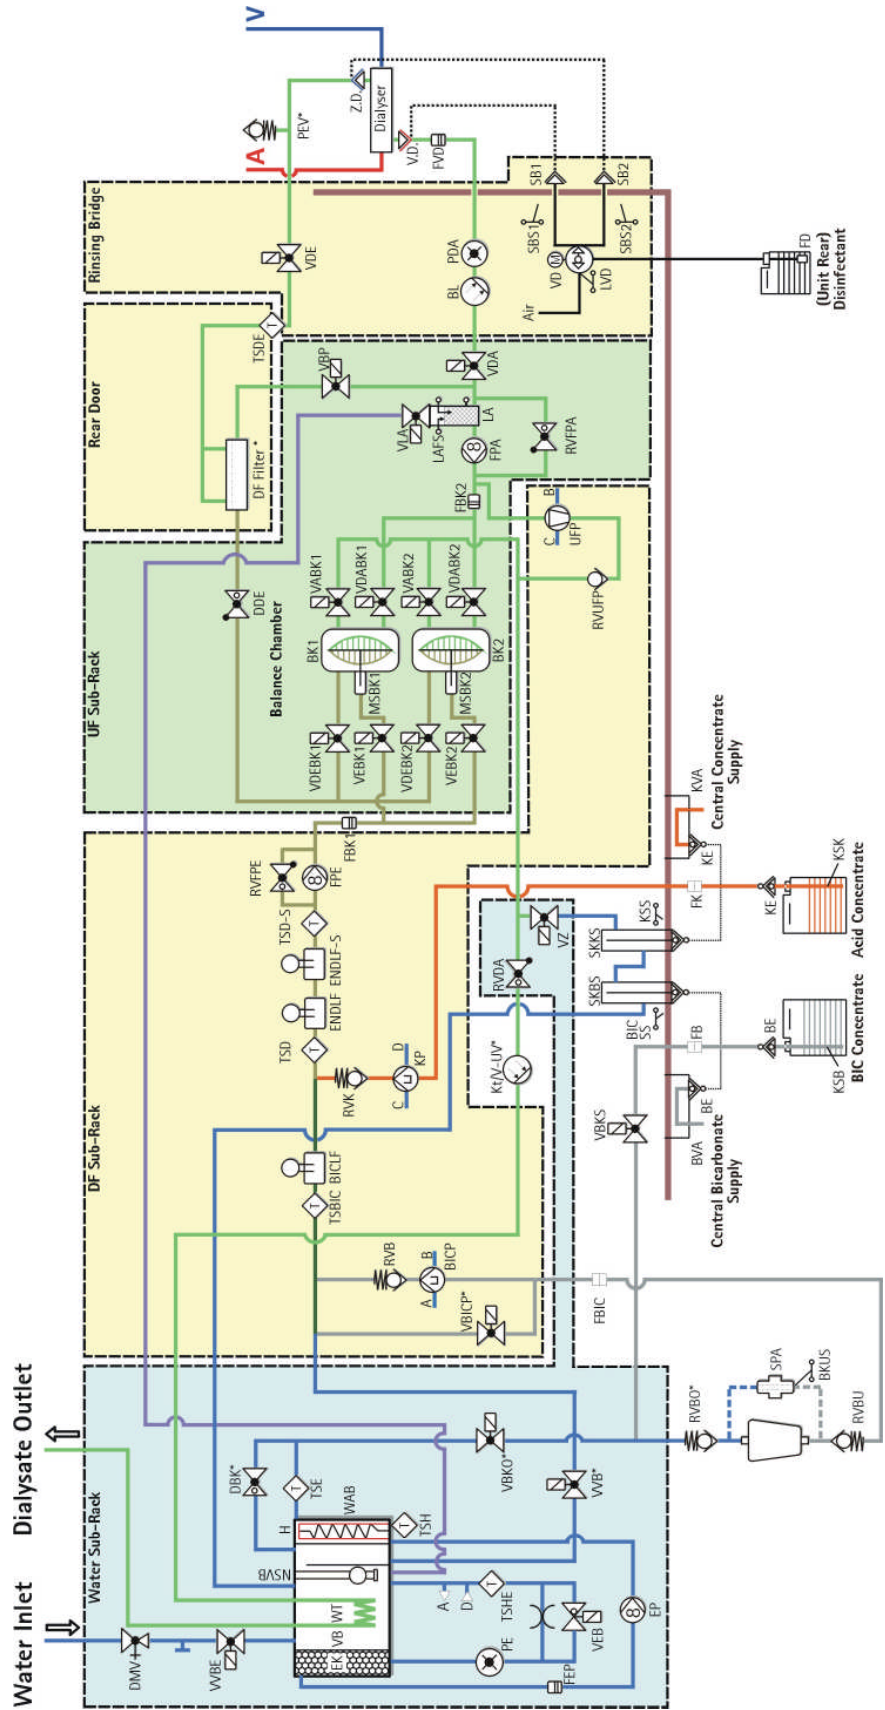 Water Inlet
Dialysate Outlet
Water Sub-Rack
DF Sub-Rack
UF Sub-Rack
Rear Door
Rinsing Bridge
A
V
DMV
VVBE
VB
WT
NSVB
H
WAB
TSH
DBK*
TSE
VBKO*
VVB*
A
D
TSHE
PE
VEB
FEP
EP
TSBIC
BICLF
RVB
A
B
BICP
VBICP*
RVK
C
D
KP
TSD
ENDLF
ENDLF-S
TSD-S
RVFPE
FPE
FBK1
Kt/V-UV*
RVDA
VZ
DDE
Balance Chamber
VDEBK1
VEBK1
VDEBK2
VEBK2
MSBK1
MSBK2
BK1
BK2
VABK1
VDABK1
VABK2
VDABK2
FBK2
FPA
LAFS
LA
VLA
RVFPA
VBP
VDA
C
B
UFP
RVUFP
DF Filter*
TSDE
T
VDE
BL
PDA
Air
VD
M
LVD
SBS1
SBS2
SB1
SB2
PEV*
Z.D.
Dialyser
V.D.
FVD
FD
(Unit Rear)
Disinfectant
SKBS
SKKS
BIC
SS
KSS
FB
FK
BE
KE
KSB
KSK
BIC Concentrate
Acid Concentrate
KE
KVA
Central Concentrate
Supply
BE
BVA
Central Bicarbonate
Supply
VBKS
FBIC
RVBO*
SPA
BKUS
RVBU